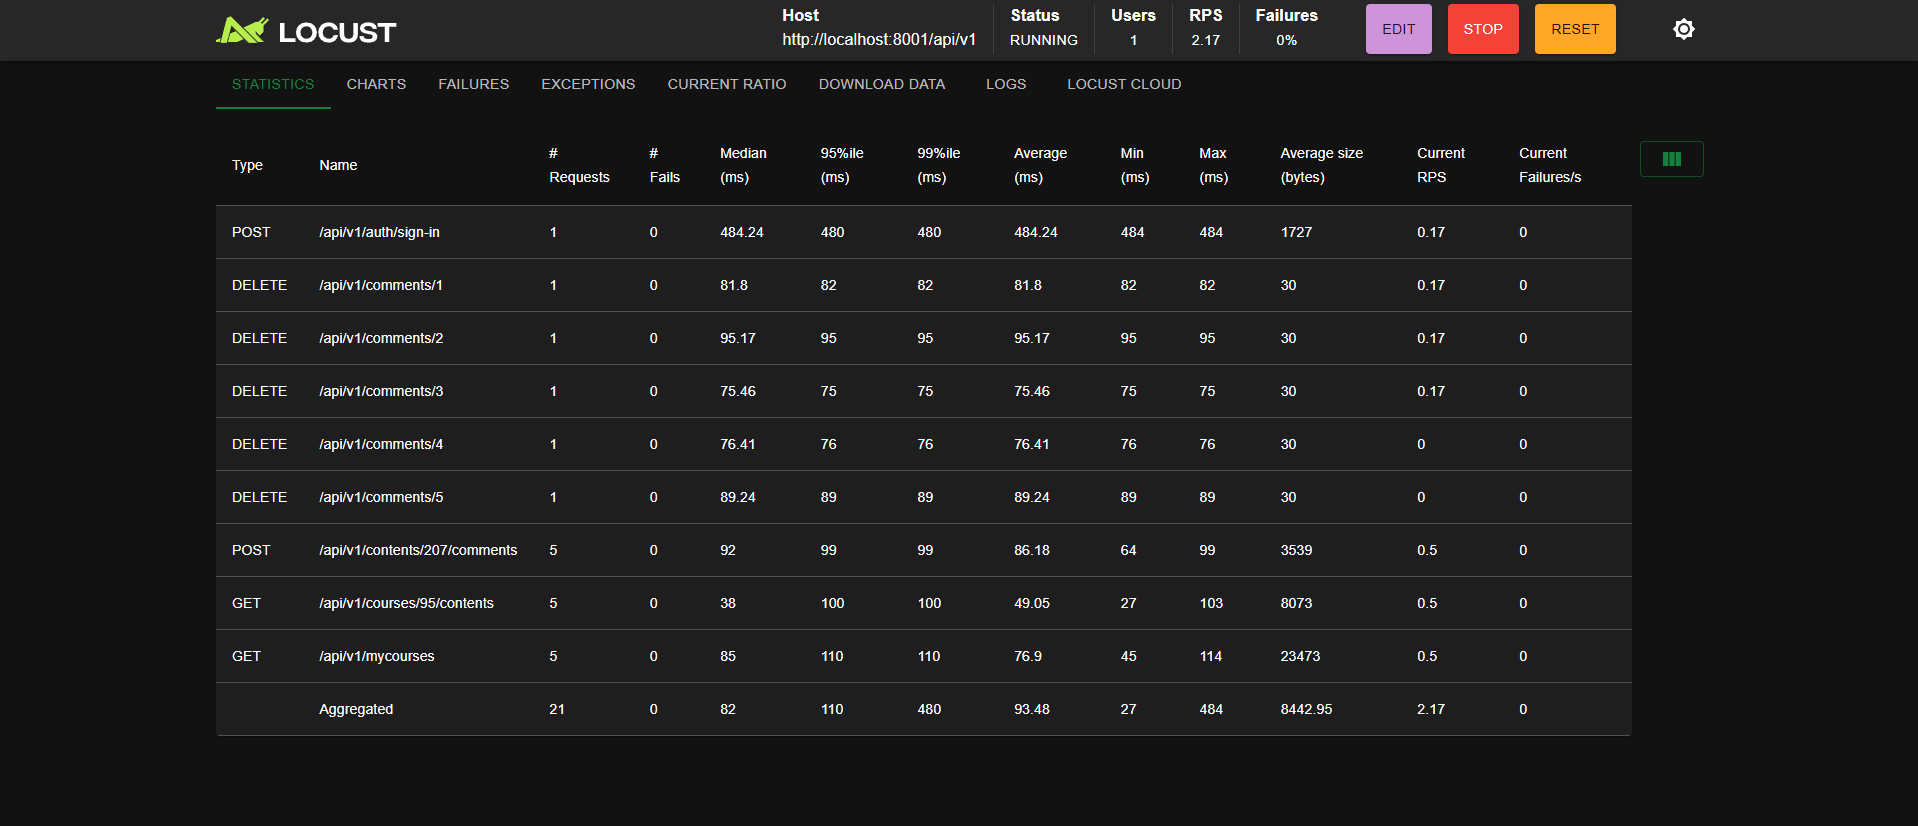 LOCUST
Host
http://localhost:8001/api/v1
Status
RUNNING
Users
1
RPS
2.17
Failures
0%
EDIT
STOP
RESET
STATISTICS CHARTS FAILURES EXCEPTIONS CURRENT RATIO DOWNLOAD DATA LOGS LOCUST CLOUD
Type Name # Requests # Fails Median (ms) 95%ile (ms) 99%ile (ms) Average (ms) Min (ms) Max (ms) Average size (bytes) Current RPS Current Failures/s
POST /api/v1/auth/sign-in 1 0 484.24 480 480 484.24 484 484 1727 0.17 0
DELETE /api/v1/comments/1 1 0 81.8 82 82 81.8 82 82 30 0.17 0
DELETE /api/v1/comments/2 1 0 95.17 95 95 95.17 95 95 30 0.17 0
DELETE /api/v1/comments/3 1 0 75.46 75 75 75.46 75 75 30 0.17 0
DELETE /api/v1/comments/4 1 0 76.41 76 76 76.41 76 76 30 0 0
DELETE /api/v1/comments/5 1 0 89.24 89 89 89.24 89 89 30 0 0
POST /api/v1/contents/207/comments 5 0 92 99 99 86.18 64 99 3539 0.5 0
GET /api/v1/courses/95/contents 5 0 38 100 100 49.05 27 103 8073 0.5 0
GET /api/v1/mycourses 5 0 85 110 110 76.9 45 114 23473 0.5 0
Aggregated 21 0 82 110 480 93.48 27 484 8442.95 2.17 0